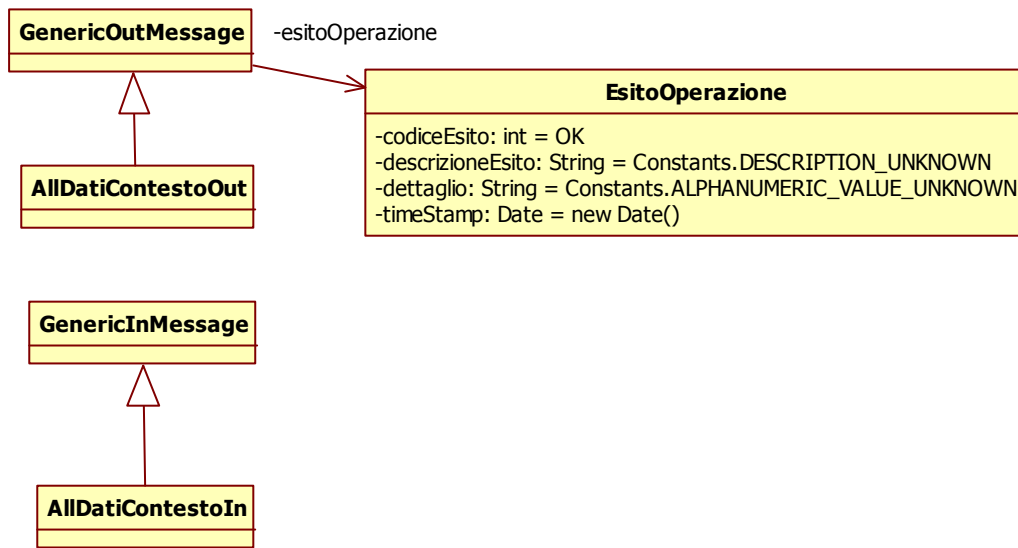 GenericOutMessage
-esitoOperazione
EsitoOperazione
-codiceEsito: int = OK
-descrizioneEsito: String = Constants.DESCRIPTION_UNKNOWN
-dettaglio: String = Constants.ALPHANUMERIC_VALUE_UNKNOWN
-timeStamp: Date = new Date()
AllDatiContestoOut
GenericInMessage
AllDatiContestoIn